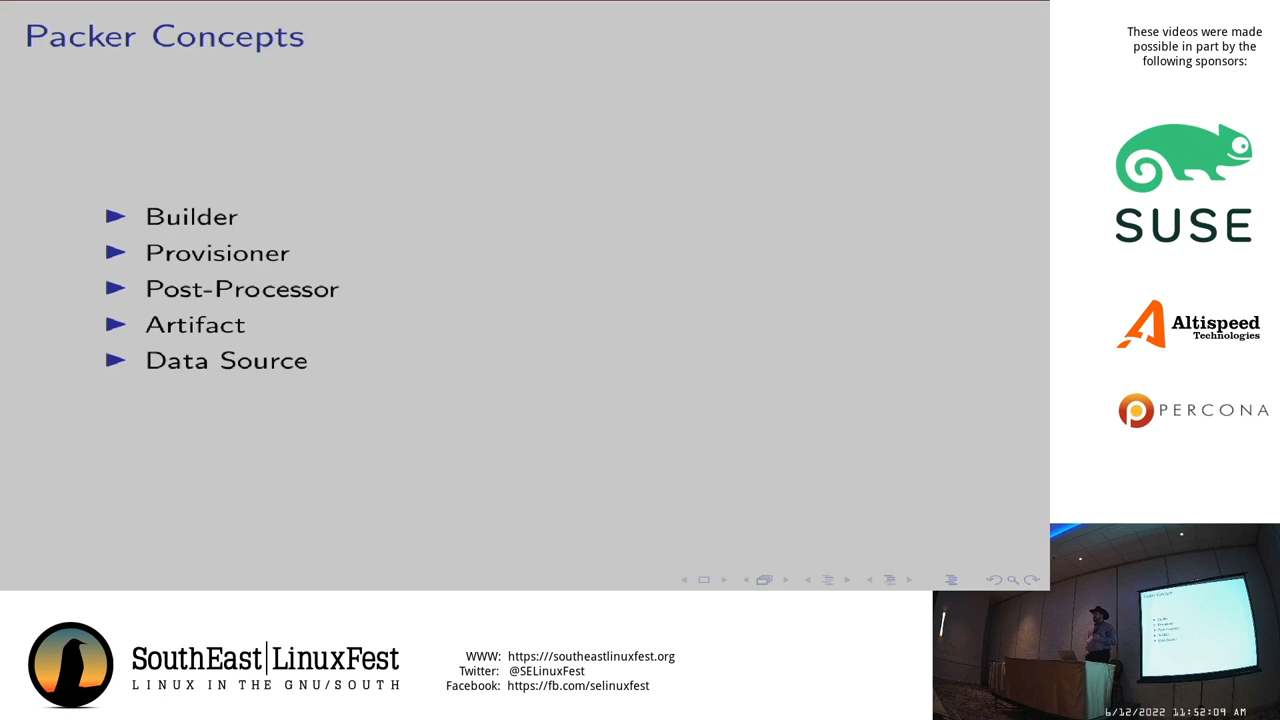 Packer Concepts
Builder
Provisioner
Post-Processor
Artifact
Data Source
These videos were made
possible in part by the
following sponsors:
SUSE
Altispeed
Technologies
PERCONA
SouthEast LinuxFest
LINUX IN THE GNU/SOUTH
WWW: https:///southeastlinuxfest.org
Twitter: @SELinuxFest
Facebook: https://fb.com/selinuxfest
Packer Concepts
6/12/2022 11:52:09 AM